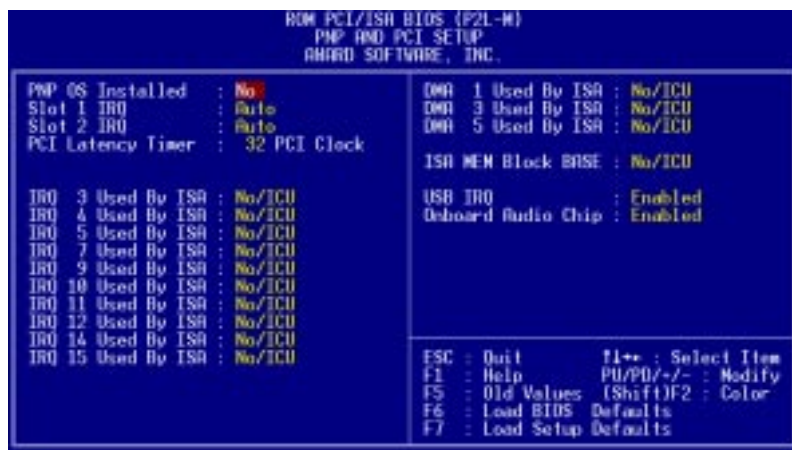 ROM PCI/ISA BIOS (P2L-M)
PNP AND PCI SETUP
AWARD SOFTWARE, INC.
PNP OS Installed : No
Slot 1 IRQ : Auto
Slot 2 IRQ : Auto
PCI Latency Timer : 32 PCI Clock
IRQ 3 Used By ISA : No/ICU
IRQ 4 Used By ISA : No/ICU
IRQ 5 Used By ISA : No/ICU
IRQ 7 Used By ISA : No/ICU
IRQ 9 Used By ISA : No/ICU
IRQ 10 Used By ISA : No/ICU
IRQ 11 Used By ISA : No/ICU
IRQ 12 Used By ISA : No/ICU
IRQ 14 Used By ISA : No/ICU
IRQ 15 Used By ISA : No/ICU
DMA 1 Used By ISA : No/ICU
DMA 3 Used By ISA : No/ICU
DMA 5 Used By ISA : No/ICU
ISA MEM Block BASE : No/ICU
USB IRQ : Enabled
Onboard Audio Chip : Enabled
ESC : Quit ↑↓→← : Select Item
F1 : Help PU/PD/+/- : Modify
F5 : Old Values (Shift)F2 : Color
F6 : Load BIOS Defaults
F7 : Load Setup Defaults